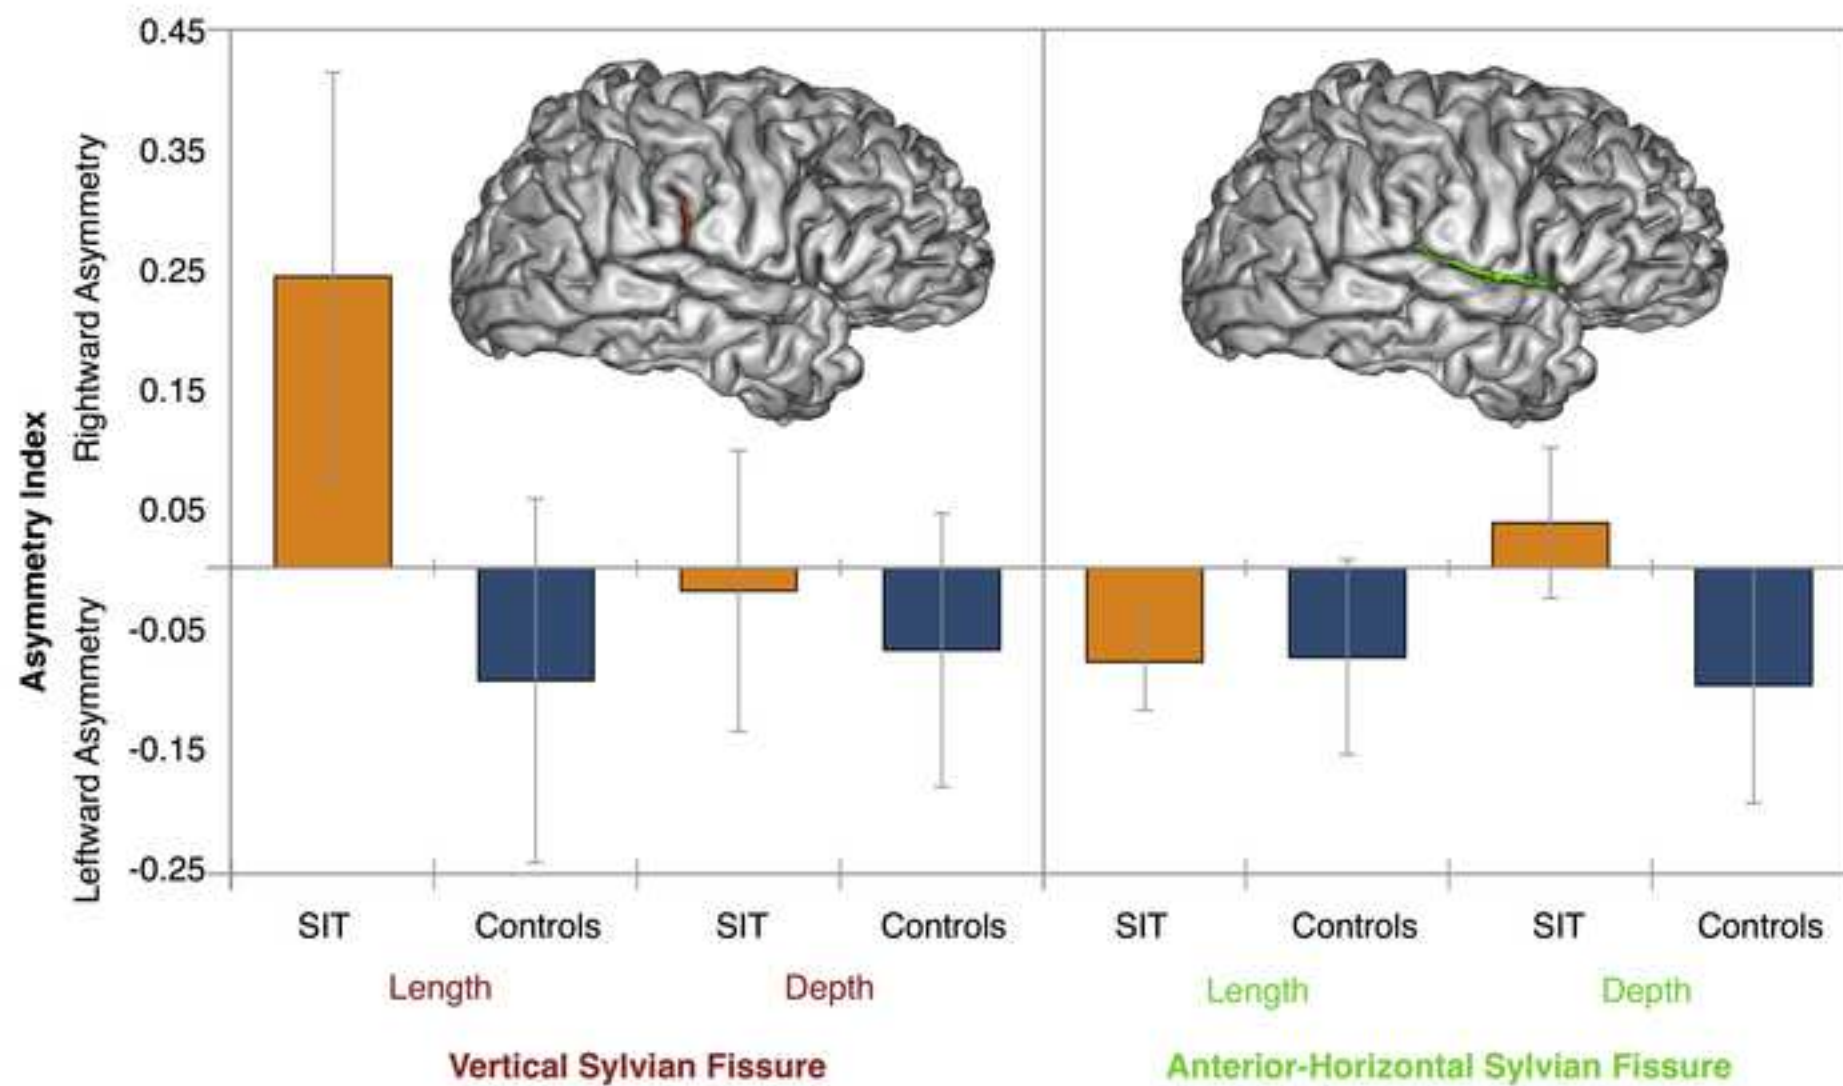 Asymmetry Index
Rightward Asymmetry
Leftward Asymmetry
0.45
0.35
0.25
0.15
0.05
-0.05
-0.15
-0.25
SIT Controls SIT Controls SIT Controls SIT Controls
Length Depth Length Depth
Vertical Sylvian Fissure Anterior-Horizontal Sylvian Fissure